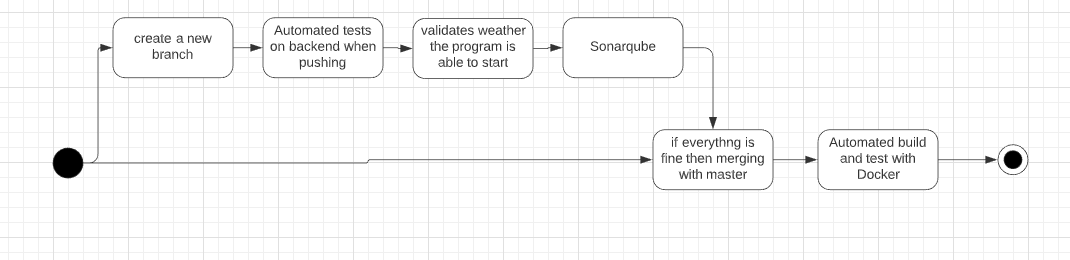 create a new
branch
Automated tests
on backend when
pushing
validates weather
the program is
able to start
Sonarqube
if everythng is
fine then merging
with master
Automated build
and test with
Docker